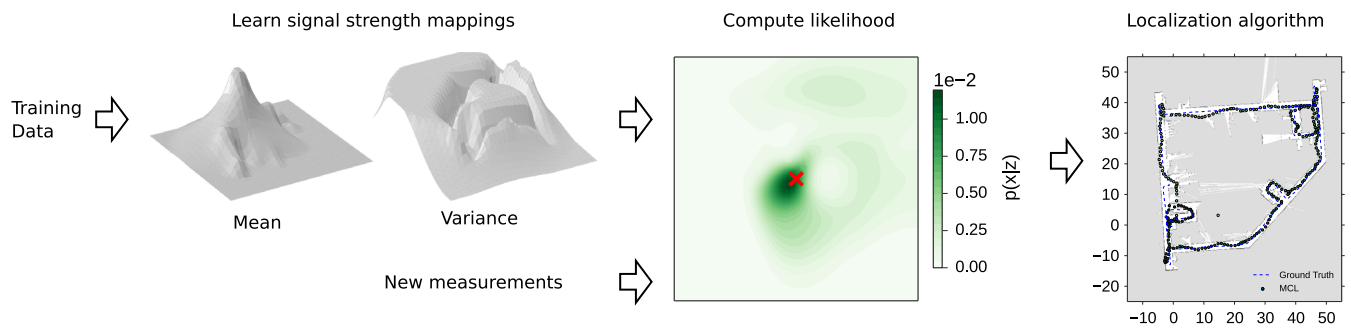 Learn signal strength mappings
Compute likelihood
Localization algorithm
Training
Data
Mean
Variance
New measurements
1e−2
1.00
0.75
0.50
0.25
0.00
p(x|z)
50
40
30
20
10
0
−10
−20
−10 0 10 20 30 40 50
Ground Truth
MCL